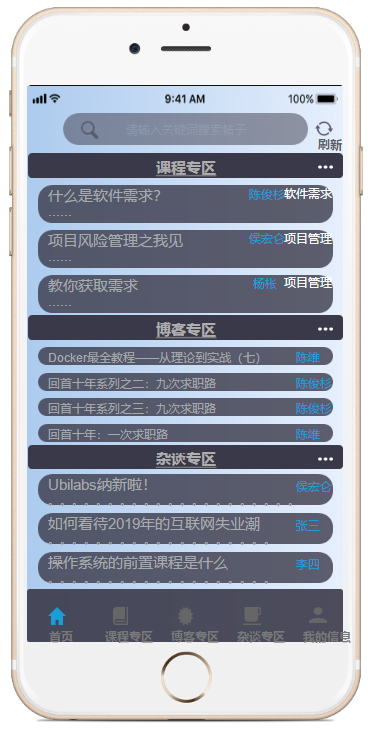 9:41 AM 100%
请输入关键词搜索帖子
刷新
课程专区
什么是软件需求? 陈俊杉 软件需求
......
项目风险管理之我见 侯宏仑 项目管理
......
教你获取需求 杨枨 项目管理
......
博客专区
Docker最全教程——从理论到实战（七） 陈维
回首十年系列之二：九次求职路 陈俊杉
回首十年系列之三：九次求职路 陈俊杉
回首十年：一次求职路 陈维
杂谈专区
Ubilabs纳新啦！ 侯宏仑
如何看待2019年的互联网失业潮 张三
操作系统的前置课程是什么 李四
首页 课程专区 博客专区 杂谈专区 我的信息